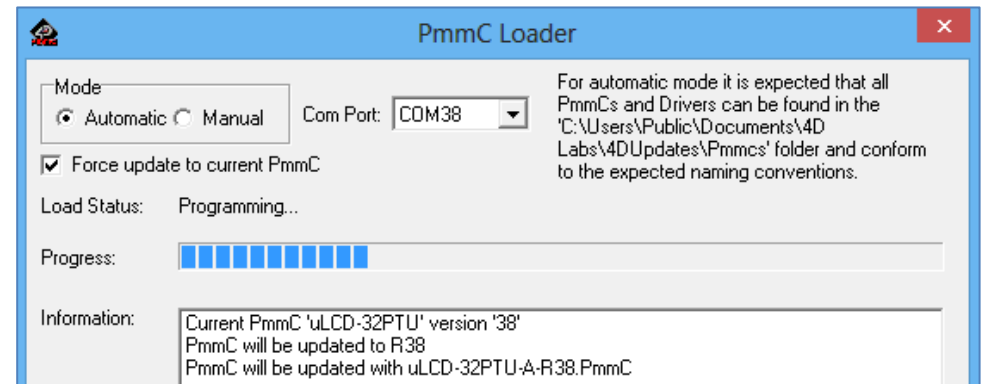 PmmC Loader
Mode
Automatic Manual
Com Port: COM38
For automatic mode it is expected that all
PmmCs and Drivers can be found in the
'C:\Users\Public\Documents\4D
Labs\4DUpdates\Pmmcs' folder and conform
to the expected naming conventions.
Force update to current PmmC
Load Status: Programming...
Progress:
Information:
Current PmmC 'uLCD-32PTU' version '38'
PmmC will be updated to R38
PmmC will be updated with uLCD-32PTU-A-R38.PmmC